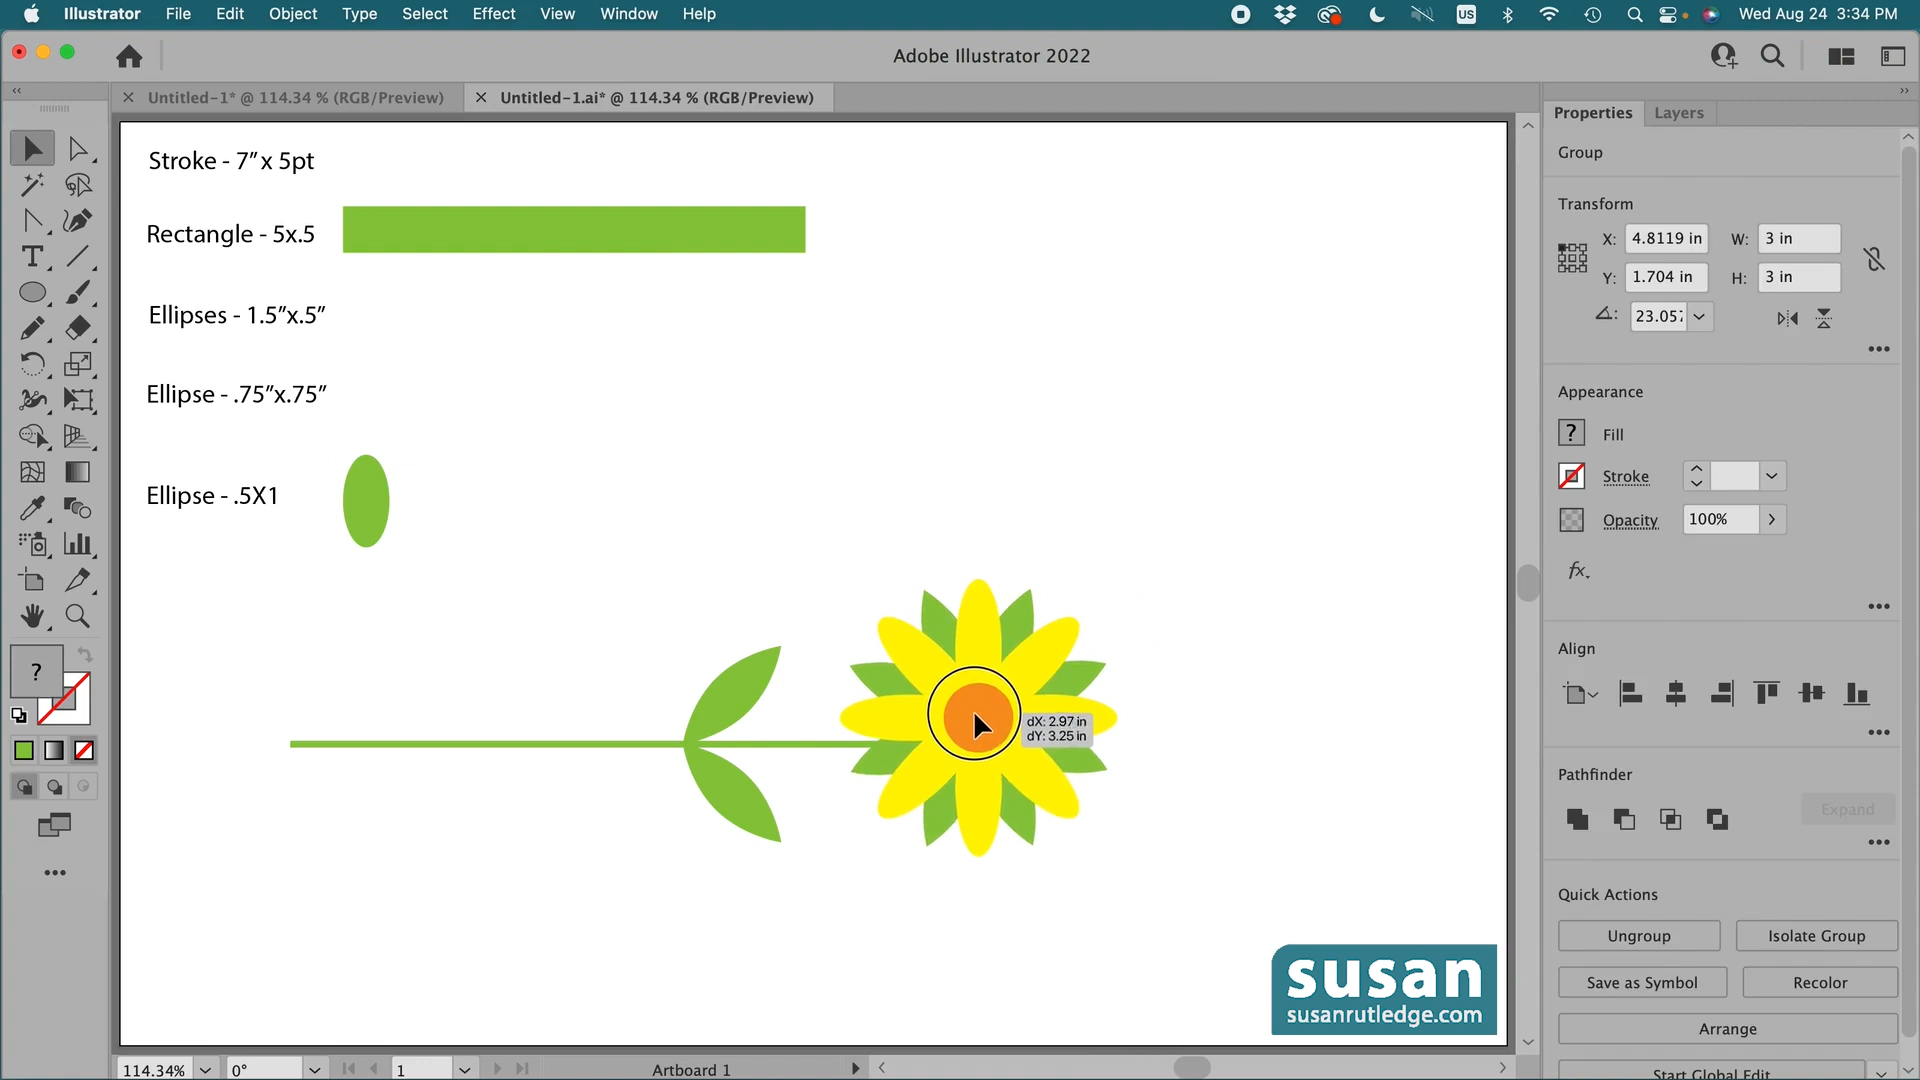 Illustrator File Edit Object Type Select Effect View Window Help
US
Wed Aug 24 3:34 PM
Adobe Illustrator 2022
Untitled-1* @ 114.34 % (RGB/Preview)
Untitled-1.ai* @ 114.34 % (RGB/Preview)
Properties
Layers
Group
Transform
X: 4.8119 in W: 3 in
Y: 1.704 in H: 3 in
Appearance
? Fill
Stroke
Opacity 100%
fx
Align
Pathfinder
Expand
Quick Actions
Ungroup Isolate Group
Save as Symbol Recolor
Arrange
Start Global Edit
Stroke - 7”x 5pt
Rectangle - 5x.5
Ellipses - 1.5”x.5”
Ellipse - .75”x.75”
Ellipse - .5X1
dX: 2.97 in
dY: 3.25 in
?
susan
susanrutledge.com
114.34% 0° 1 Artboard 1